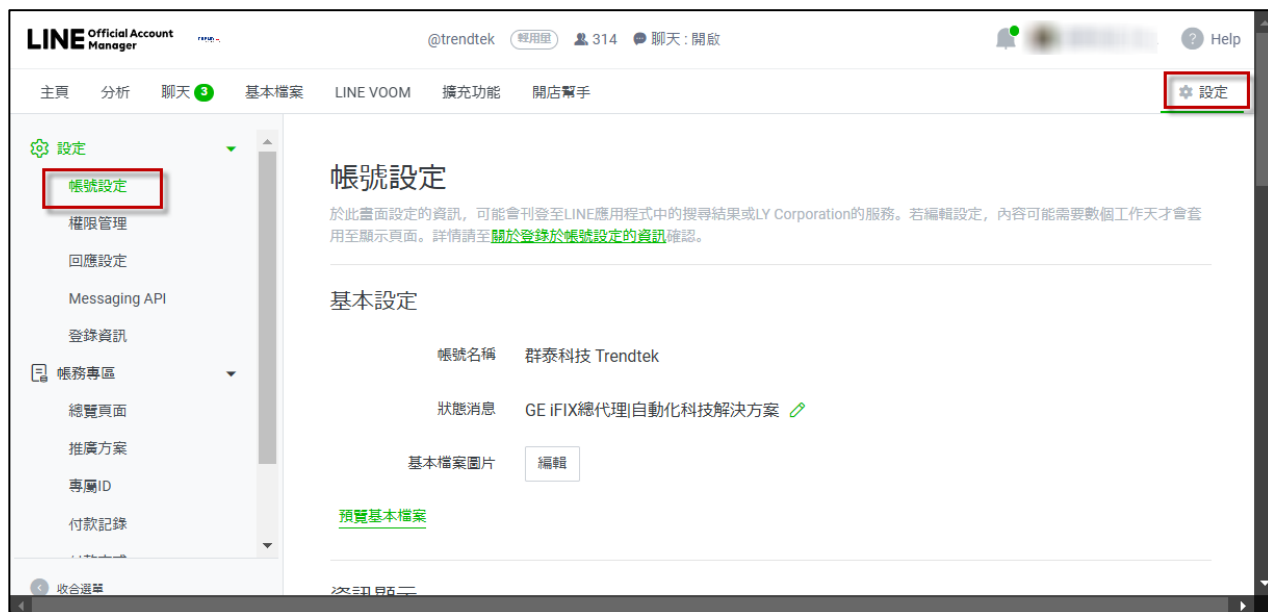 LINE Official Account Manager
@trendtek 輕用量 314 聊天 : 開啟
Help
主頁 分析 聊天 3 基本檔案 LINE VOOM 擴充功能 開店幫手 設定
設定
帳號設定
權限管理
回應設定
Messaging API
登錄資訊
帳務專區
總覽頁面
推廣方案
專屬ID
付款記錄
收合選單
帳號設定
於此畫面設定的資訊，可能會刊登至LINE應用程式中的搜尋結果或LY Corporation的服務。若編輯設定，內容可能需要數個工作天才會套
用至顯示頁面。詳情請至關於登錄於帳號設定的資訊確認。
基本設定
帳號名稱 群泰科技 Trendtek
狀態消息 GE iFIX總代理|自動化科技解決方案
基本檔案圖片 編輯
預覽基本檔案